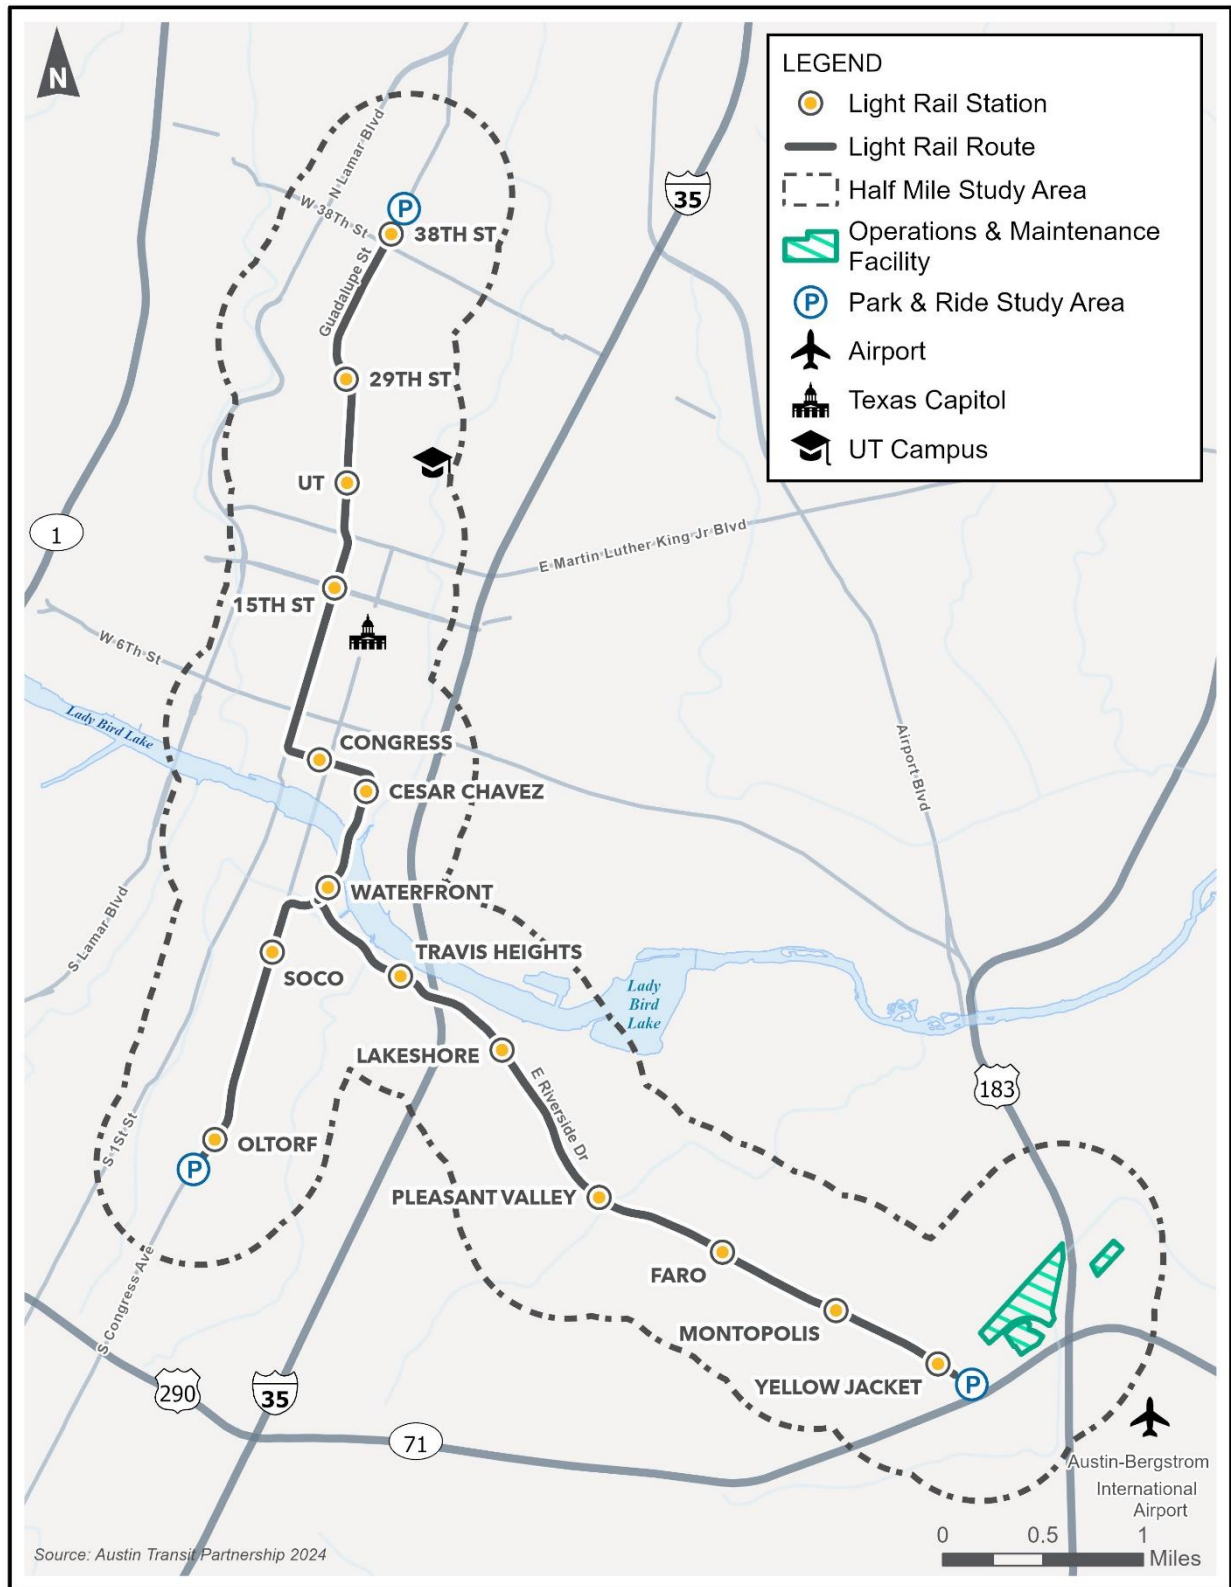 N
LEGEND
Light Rail Station
Light Rail Route
Half Mile Study Area
Operations & Maintenance
Facility
P Park & Ride Study Area
Airport
Texas Capitol
UT Campus
N Lamar Blvd
35
W 38Th St
P
38TH ST
Guadalupe St
29TH ST
UT
1
E Martin Luther King Jr Blvd
15TH ST
W 6Th St
Lady Bird Lake
CONGRESS
Airport Blvd
CESAR CHAVEZ
WATERFRONT
S Lamar Blvd
TRAVIS HEIGHTS
SOCO
Lady
Bird
Lake
LAKESHORE
E Riverside Dr
183
S 1St St
OLTORF
P
PLEASANT VALLEY
S Congress Ave
FARO
MONTOPOLIS
YELLOW JACKET
P
290
35
71
Austin-Bergstrom
International
Airport
0 0.5 1
Miles
Source: Austin Transit Partnership 2024